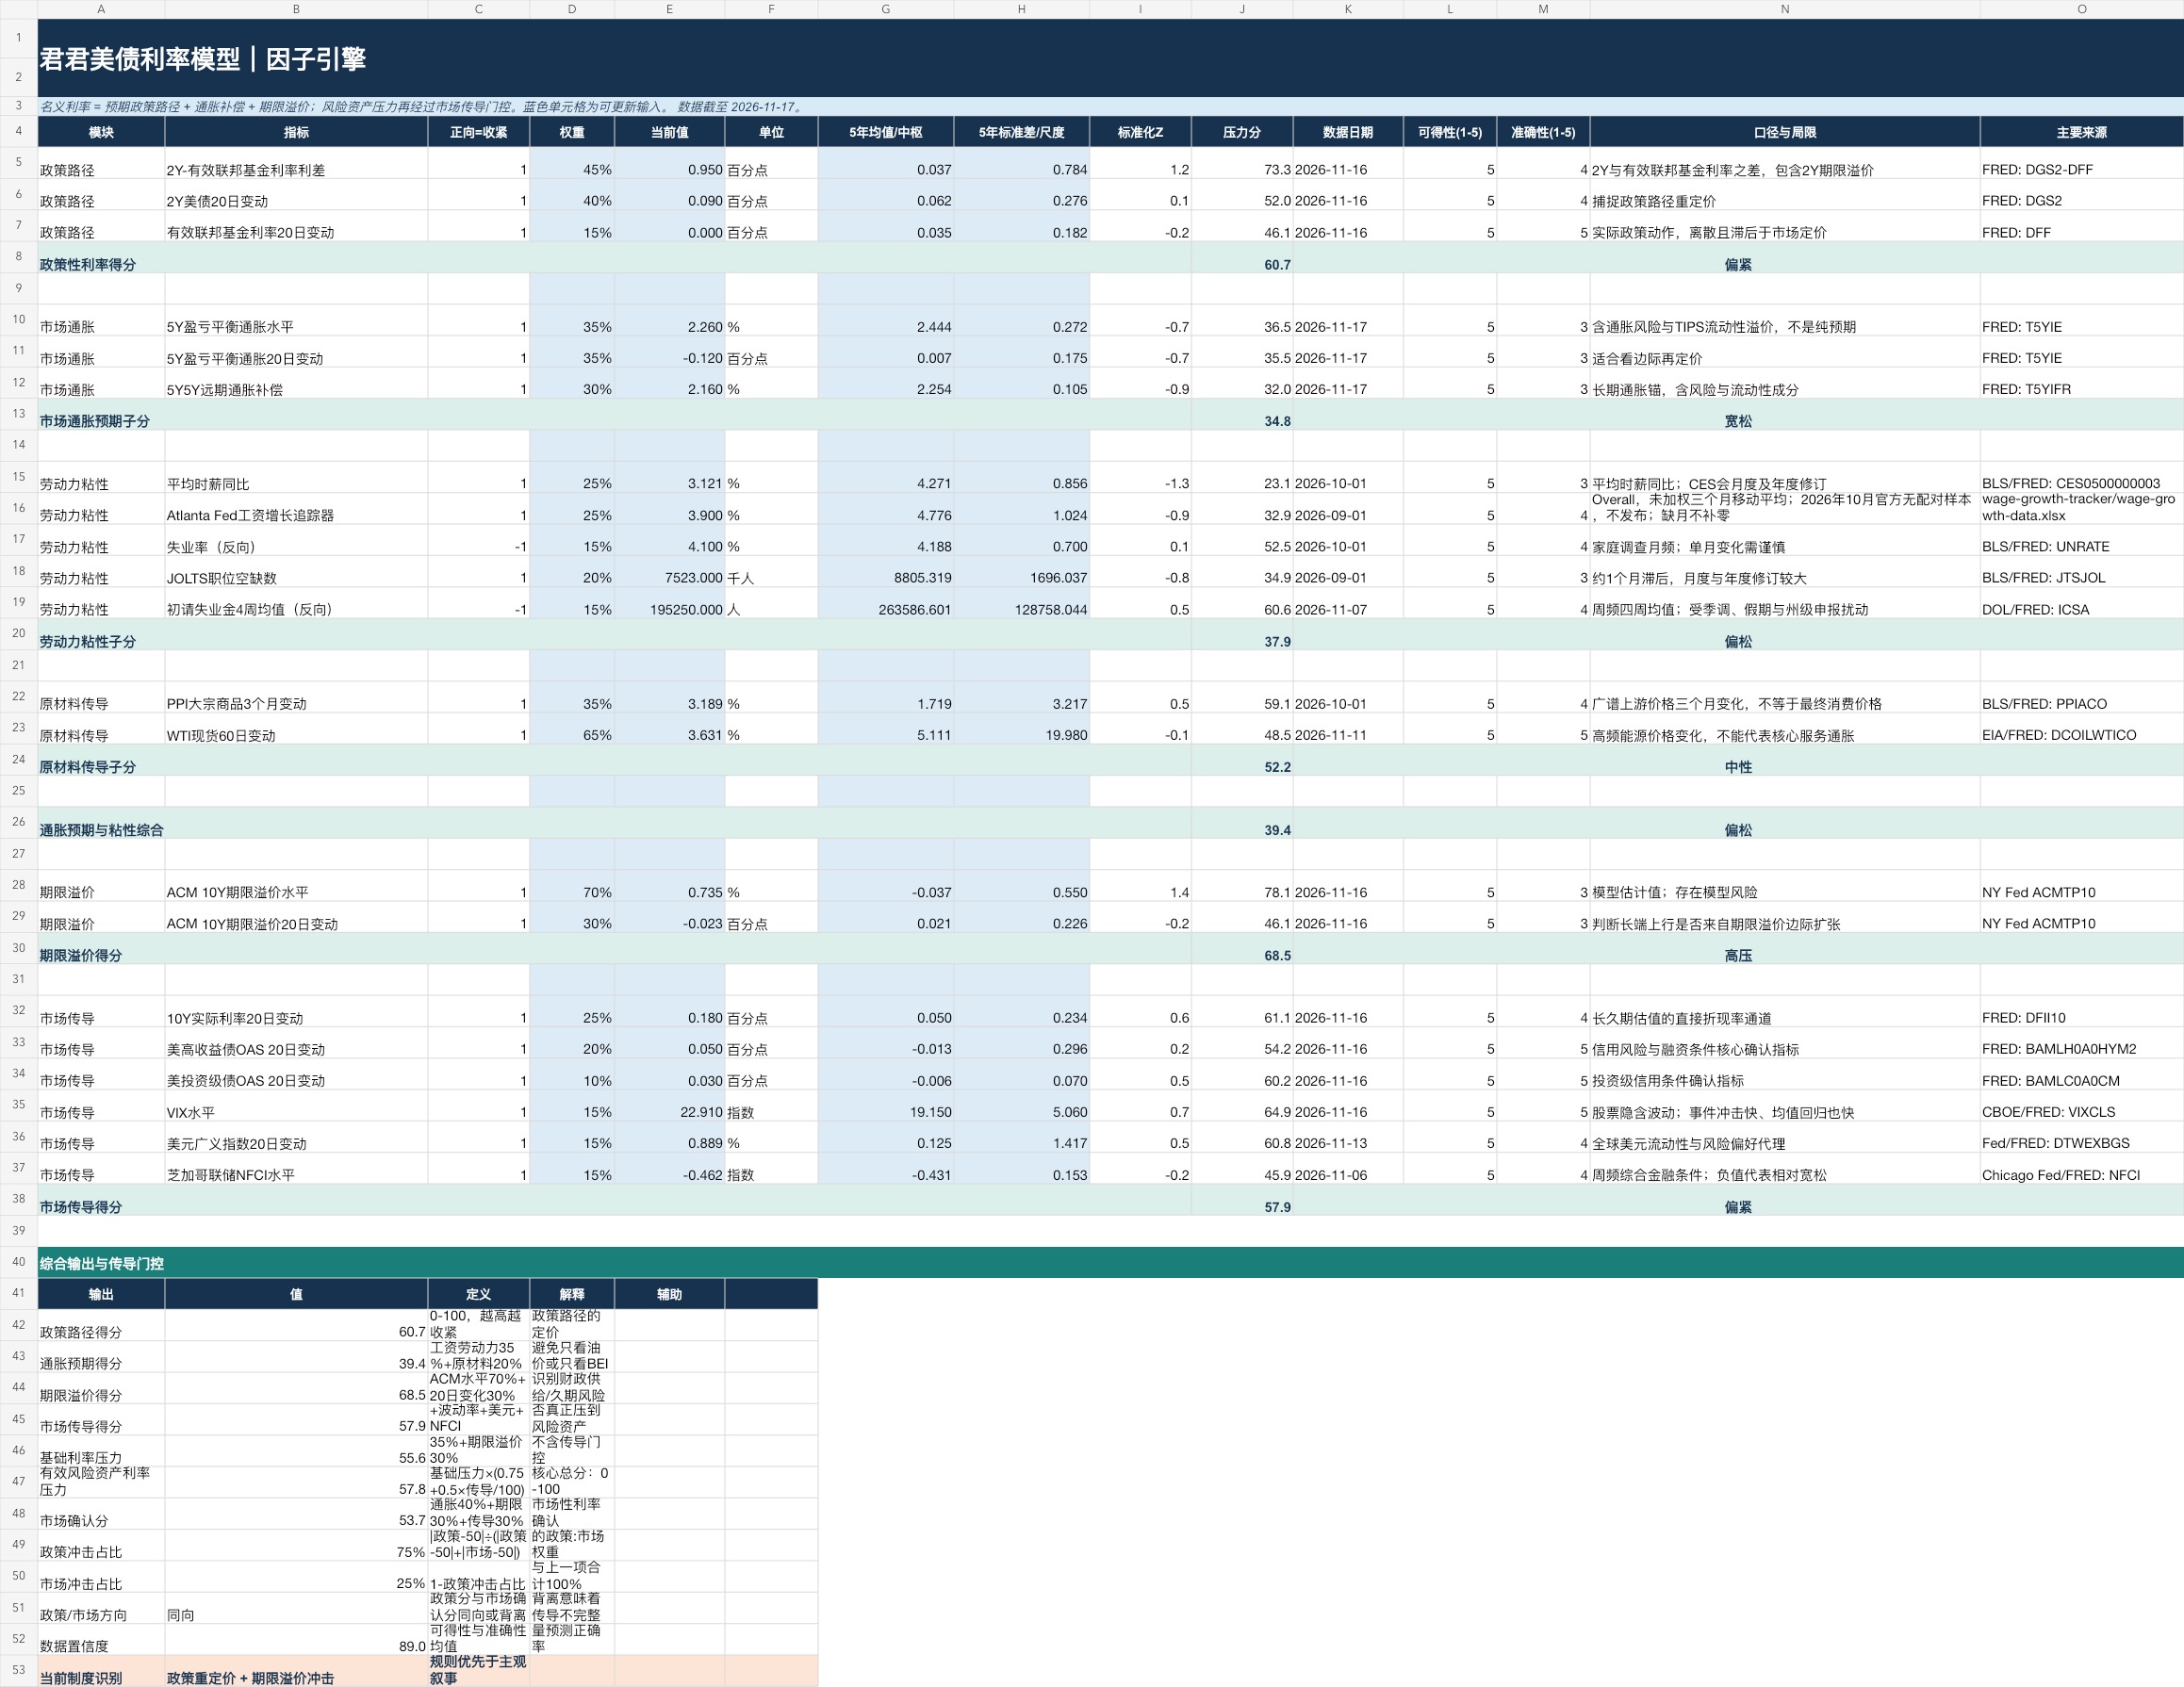 A B C D E F G H I J K L M N O
1
2
君君美债利率模型｜因子引擎
3 名义利率 = 预期政策路径 + 通胀补偿 + 期限溢价；风险资产压力再经过市场传导门控。蓝色单元格为可更新输入。 数据截至 2026-11-17。
4 模块 指标 正向=收紧 权重 当前值 单位 5年均值/中枢 5年标准差/尺度 标准化Z 压力分 数据日期 可得性(1-5) 准确性(1-5) 口径与局限 主要来源
5 政策路径 2Y-有效联邦基金利率利差 1 45% 0.950 百分点 0.037 0.784 1.2 73.3 2026-11-16 5 4 2Y与有效联邦基金利率之差，包含2Y期限溢价 FRED: DGS2-DFF
6 政策路径 2Y美债20日变动 1 40% 0.090 百分点 0.062 0.276 0.1 52.0 2026-11-16 5 4 捕捉政策路径重定价 FRED: DGS2
7 政策路径 有效联邦基金利率20日变动 1 15% 0.000 百分点 0.035 0.182 -0.2 46.1 2026-11-16 5 5 实际政策动作，离散且滞后于市场定价 FRED: DFF
8 政策性利率得分 60.7 偏紧
9
10 市场通胀 5Y盈亏平衡通胀水平 1 35% 2.260 % 2.444 0.272 -0.7 36.5 2026-11-17 5 3 含通胀风险与TIPS流动性溢价，不是纯预期 FRED: T5YIE
11 市场通胀 5Y盈亏平衡通胀20日变动 1 35% -0.120 百分点 0.007 0.175 -0.7 35.5 2026-11-17 5 3 适合看边际再定价 FRED: T5YIE
12 市场通胀 5Y5Y远期通胀补偿 1 30% 2.160 % 2.254 0.105 -0.9 32.0 2026-11-17 5 3 长期通胀锚，含风险与流动性成分 FRED: T5YIFR
13 市场通胀预期子分 34.8 宽松
14
15 劳动力粘性 平均时薪同比 1 25% 3.121 % 4.271 0.856 -1.3 23.1 2026-10-01 5 3 平均时薪同比；CES会月度及年度修订 BLS/FRED: CES0500000003
16 劳动力粘性 Atlanta Fed工资增长追踪器 1 25% 3.900 % 4.776 1.024 -0.9 32.9 2026-09-01 5 4 Overall，未加权三个月移动平均；2026年10月官方无配对样本 wage-growth-tracker/wage-gro
，不发布；缺月不补零 wth-data.xlsx
17 劳动力粘性 失业率（反向） -1 15% 4.100 % 4.188 0.700 0.1 52.5 2026-10-01 5 4 家庭调查月频；单月变化需谨慎 BLS/FRED: UNRATE
18 劳动力粘性 JOLTS职位空缺数 1 20% 7523.000 千人 8805.319 1696.037 -0.8 34.9 2026-09-01 5 3 约1个月滞后，月度与年度修订较大 BLS/FRED: JTSJOL
19 劳动力粘性 初请失业金4周均值（反向） -1 15% 195250.000 人 263586.601 128758.044 0.5 60.6 2026-11-07 5 4 周频四周均值；受季调、假期与州级申报扰动 DOL/FRED: ICSA
20 劳动力粘性子分 37.9 偏松
21
22 原材料传导 PPI大宗商品3个月变动 1 35% 3.189 % 1.719 3.217 0.5 59.1 2026-10-01 5 4 广谱上游价格三个月变化，不等于最终消费价格 BLS/FRED: PPIACO
23 原材料传导 WTI现货60日变动 1 65% 3.631 % 5.111 19.980 -0.1 48.5 2026-11-11 5 5 高频能源价格变化，不能代表核心服务通胀 EIA/FRED: DCOILWTICO
24 原材料传导子分 52.2 中性
25
26 通胀预期与粘性综合 39.4 偏松
27
28 期限溢价 ACM 10Y期限溢价水平 1 70% 0.735 % -0.037 0.550 1.4 78.1 2026-11-16 5 3 模型估计值；存在模型风险 NY Fed ACMTP10
29 期限溢价 ACM 10Y期限溢价20日变动 1 30% -0.023 百分点 0.021 0.226 -0.2 46.1 2026-11-16 5 3 判断长端上行是否来自期限溢价边际扩张 NY Fed ACMTP10
30 期限溢价得分 68.5 高压
31
32 市场传导 10Y实际利率20日变动 1 25% 0.180 百分点 0.050 0.234 0.6 61.1 2026-11-16 5 4 长久期估值的直接折现率通道 FRED: DFII10
33 市场传导 美高收益债OAS 20日变动 1 20% 0.050 百分点 -0.013 0.296 0.2 54.2 2026-11-16 5 5 信用风险与融资条件核心确认指标 FRED: BAMLH0A0HYM2
34 市场传导 美投资级债OAS 20日变动 1 10% 0.030 百分点 -0.006 0.070 0.5 60.2 2026-11-16 5 5 投资级信用条件确认指标 FRED: BAMLC0A0CM
35 市场传导 VIX水平 1 15% 22.910 指数 19.150 5.060 0.7 64.9 2026-11-16 5 5 股票隐含波动；事件冲击快、均值回归也快 CBOE/FRED: VIXCLS
36 市场传导 美元广义指数20日变动 1 15% 0.889 % 0.125 1.417 0.5 60.8 2026-11-13 5 4 全球美元流动性与风险偏好代理 Fed/FRED: DTWEXBGS
37 市场传导 芝加哥联储NFCI水平 1 15% -0.462 指数 -0.431 0.153 -0.2 45.9 2026-11-06 5 4 周频综合金融条件；负值代表相对宽松 Chicago Fed/FRED: NFCI
38 市场传导得分 57.9 偏紧
39
40 综合输出与传导门控
41 输出 值 定义 解释 辅助
42 政策路径得分 60.7 0-100，越高越 政策路径的
收紧 定价
43 通胀预期得分 39.4 工资劳动力35 避免只看油
%+原材料20% 价或只看BEI
44 期限溢价得分 68.5 ACM水平70%+ 识别财政供
20日变化30% 给/久期风险
45 市场传导得分 57.9 +波动率+美元+ 否真正压到
NFCI 风险资产
46 基础利率压力 55.6 35%+期限溢价 不含传导门
30% 控
47 有效风险资产利率 57.8 基础压力×(0.75 核心总分：0
压力 +0.5×传导/100) -100
48 市场确认分 53.7 通胀40%+期限 市场性利率
30%+传导30% 确认
49 政策冲击占比 75% |政策-50|÷(|政策 的政策:市场
-50|+|市场-50|) 权重
50 市场冲击占比 25% 1-政策冲击占比 与上一项合
计100%
51 政策/市场方向 同向 政策分与市场确 背离意味着
认分同向或背离 传导不完整
52 数据置信度 89.0 可得性与准确性 量预测正确
均值 率
53 当前制度识别 政策重定价 + 期限溢价冲击 规则优先于主观
叙事